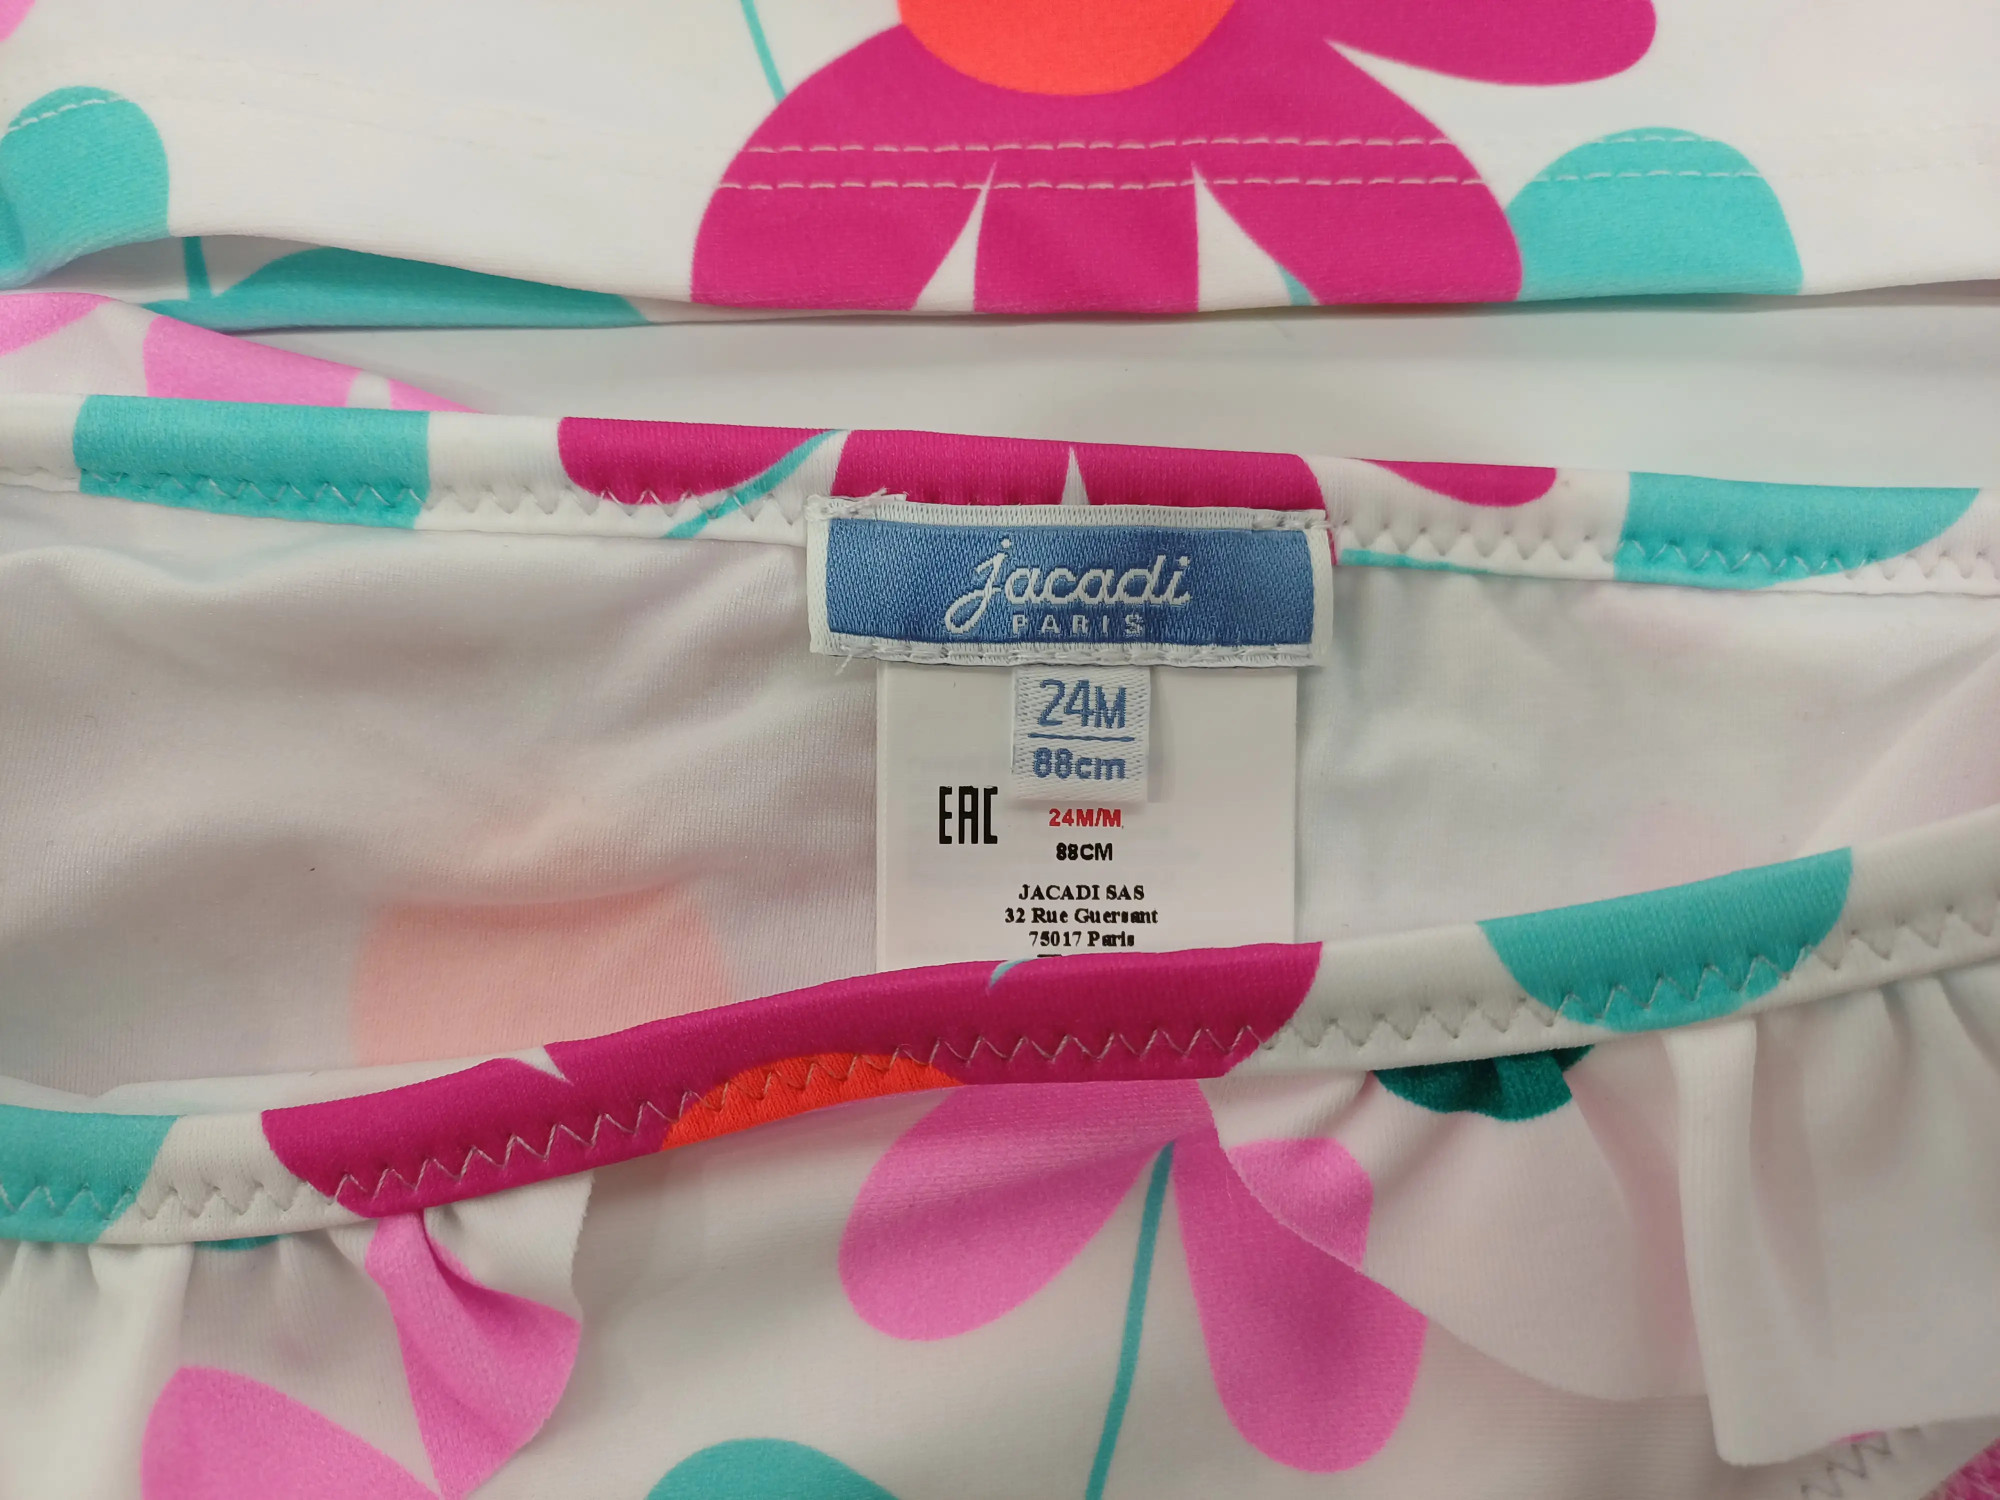 jacadi
PARIS
24M
88cm
EAC
24M/M
88CM
JACADI SAS
32 Rue Guersant
75017 Paris